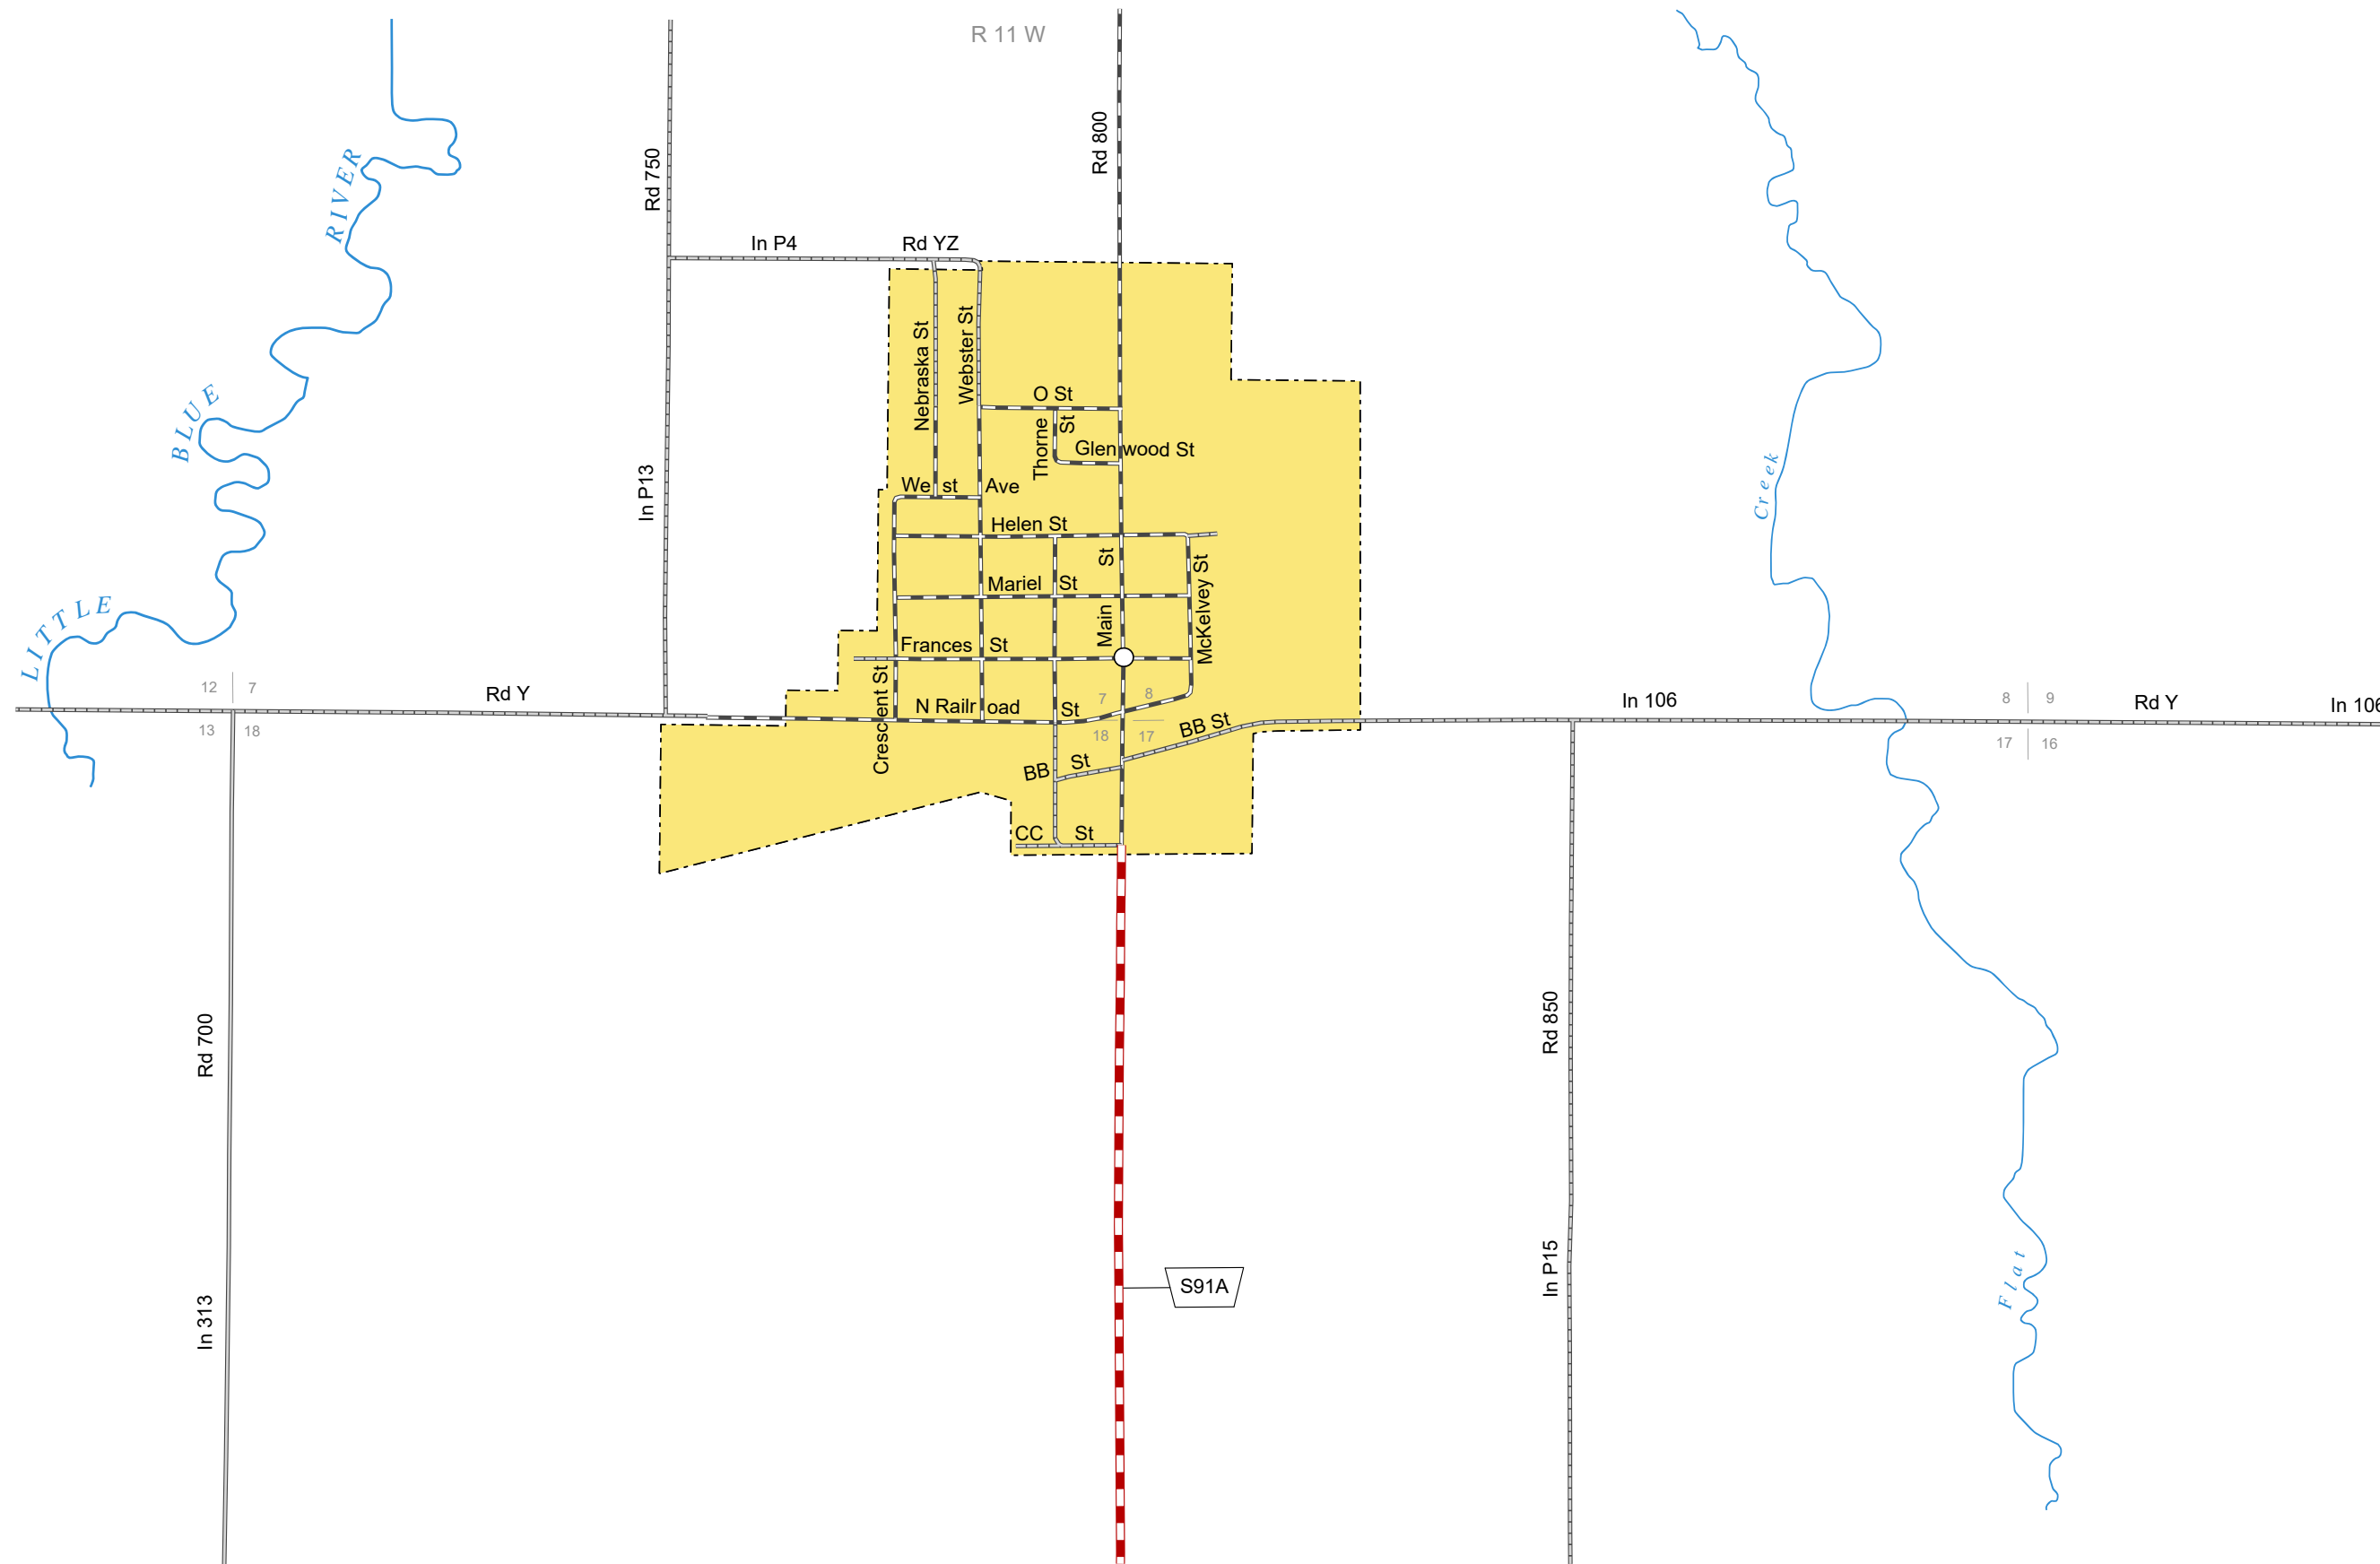 R 11 W
Rd 800
RIVER
Rd 750
In P4
Rd YZ
Nebraska St
Webster St
BLUE
O St
Thorne St
Glenwood St
In P13
West Ave
Creek
Helen St
St
Mariel St
McKelvey St
LITTLE
Main
Frances St
Crescent St
12 7
13 18
Rd Y
N Railroad St
7 8
18 17
BB St
In 106
8 9
17 16
Rd Y
In 106
BB St
CC St
Rd 700
Rd 850
In P15
Flat
S91A
In 313